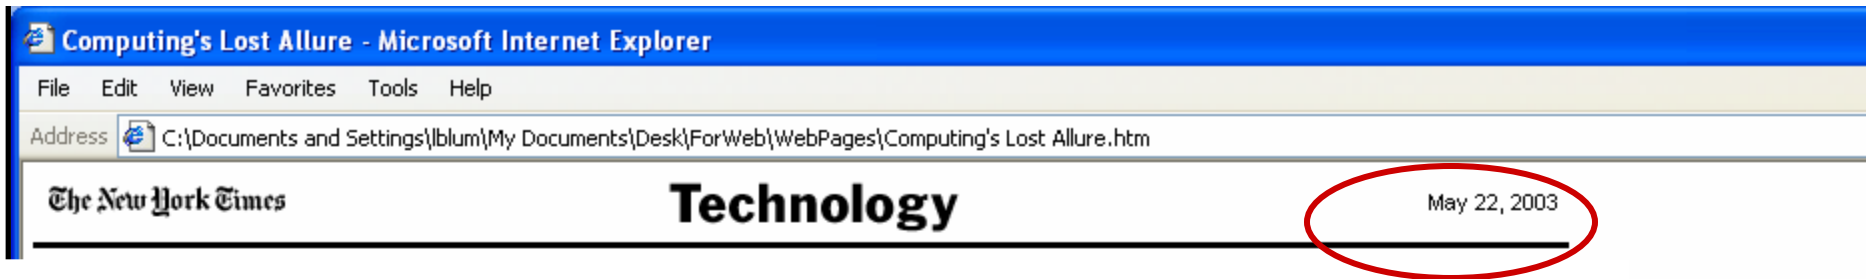 Computing's Lost Allure - Microsoft Internet Explorer
File Edit View Favorites Tools Help
Address C:\Documents and Settings\lblum\My Documents\Desk\ForWeb\WebPages\Computing's Lost Allure.htm
The New York Times Technology May 22, 2003